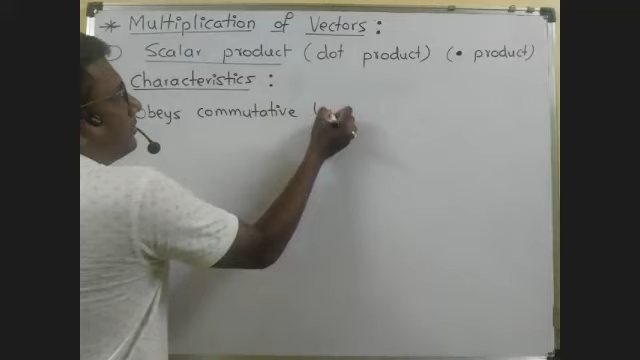 * Multiplication of Vectors :
Scalar product (dot product) (• product)
Characteristics :
obeys commutative